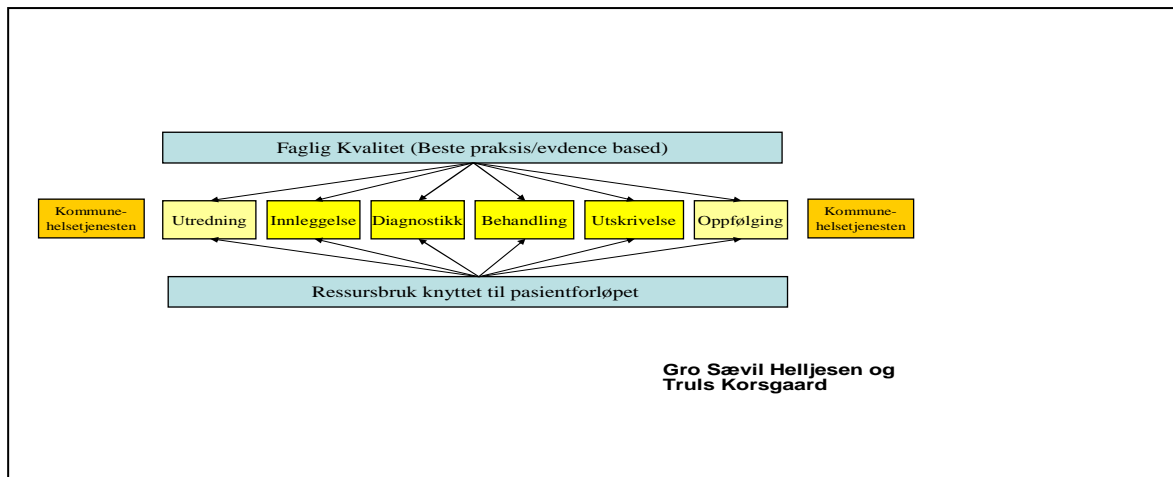 Faglig Kvalitet (Beste praksis/evdence based)
Kommune-
helsetjenesten
Utredning
Innleggelse
Diagnostikk
Behandling
Utskrivelse
Oppfølging
Kommune-
helsetjenesten
Ressursbruk knyttet til pasientforløpet
Gro Sævil Helljesen og
Truls Korsgaard